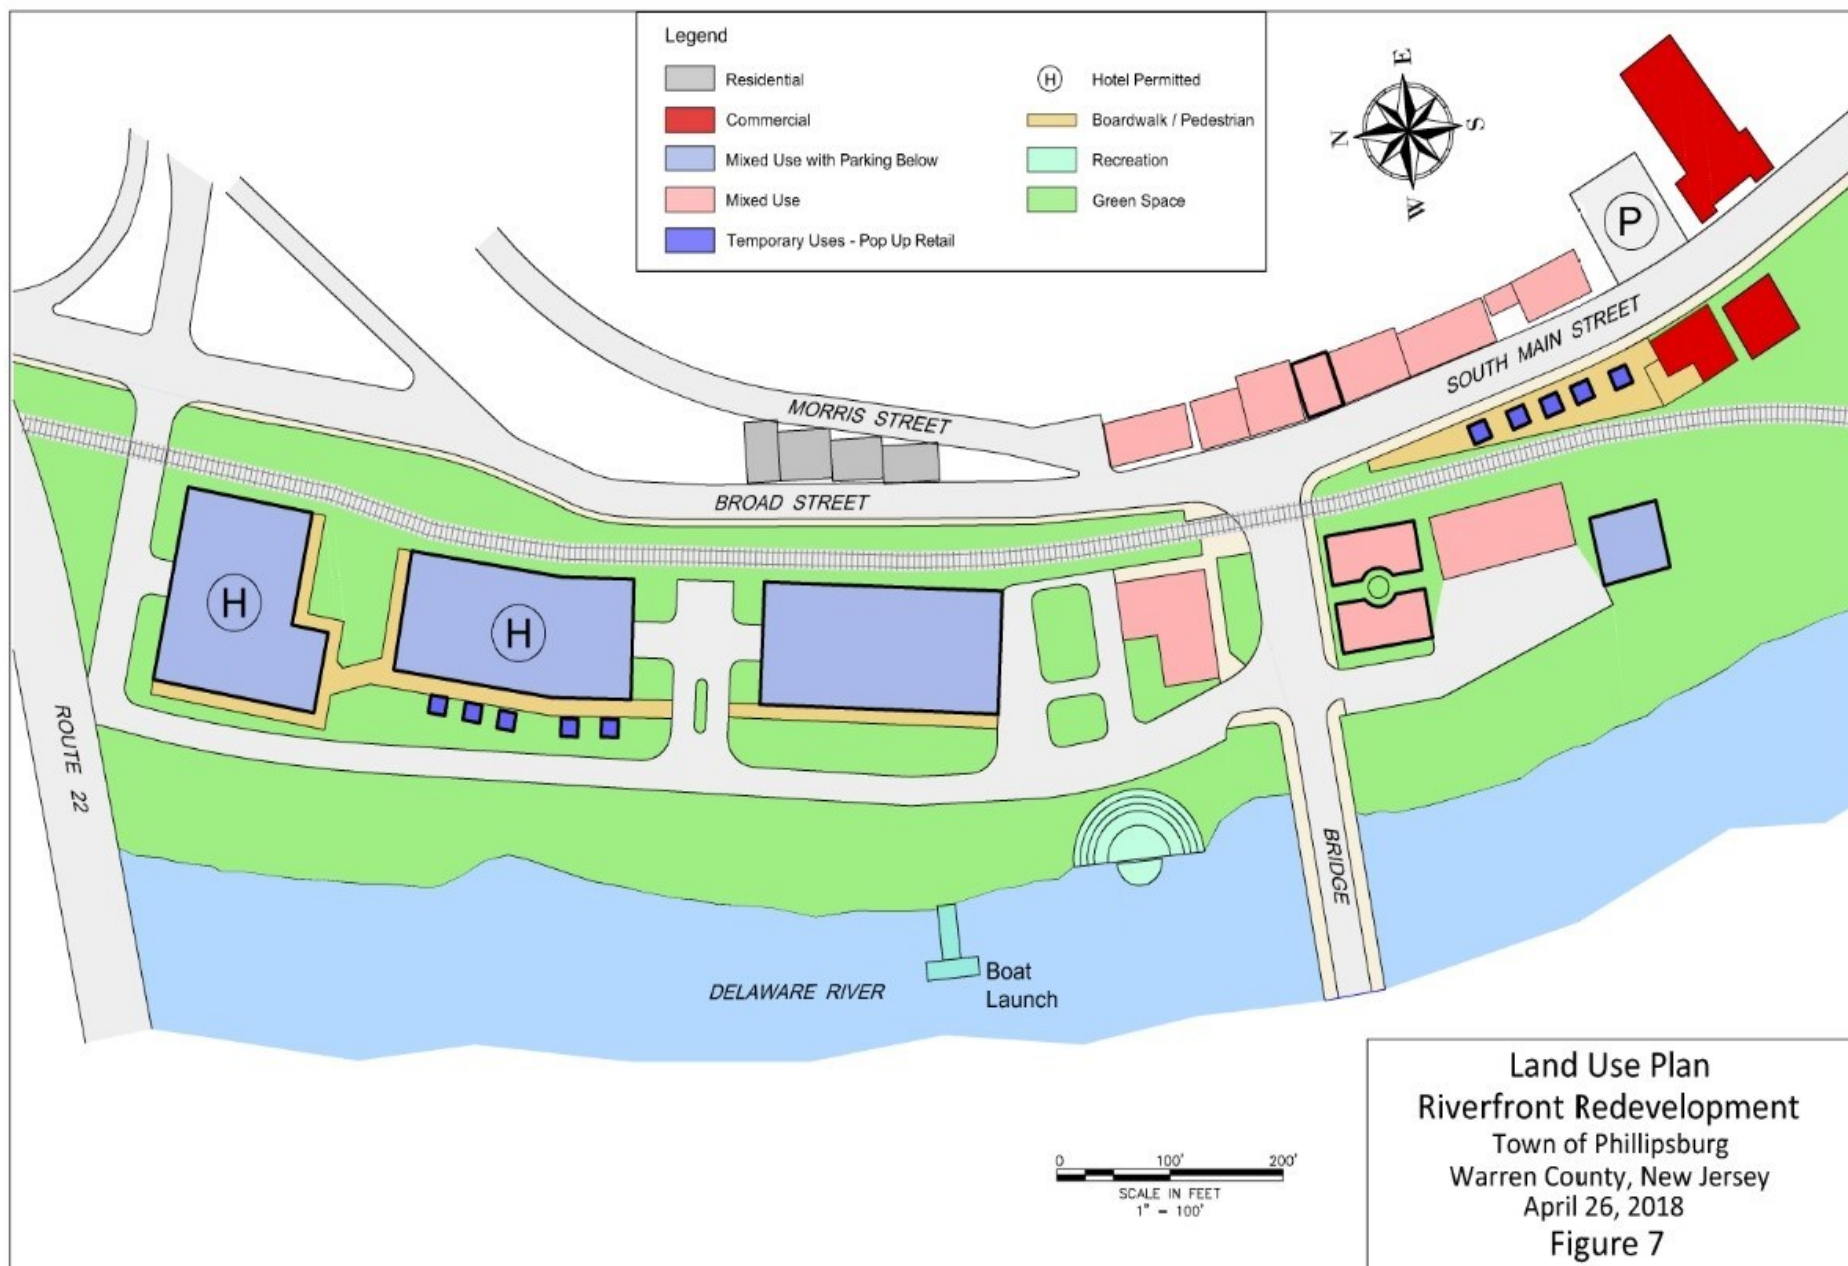 Legend
Residential
Commercial
Mixed Use with Parking Below
Mixed Use
Temporary Uses - Pop Up Retail
H Hotel Permitted
Boardwalk / Pedestrian
Recreation
Green Space
E
N
S
W
P
SOUTH MAIN STREET
MORRIS STREET
BROAD STREET
H
H
ROUTE 22
BRIDGE
DELAWARE RIVER
Boat
Launch
0 100' 200'
SCALE IN FEET
1" = 100'
Land Use Plan
Riverfront Redevelopment
Town of Phillipsburg
Warren County, New Jersey
April 26, 2018
Figure 7